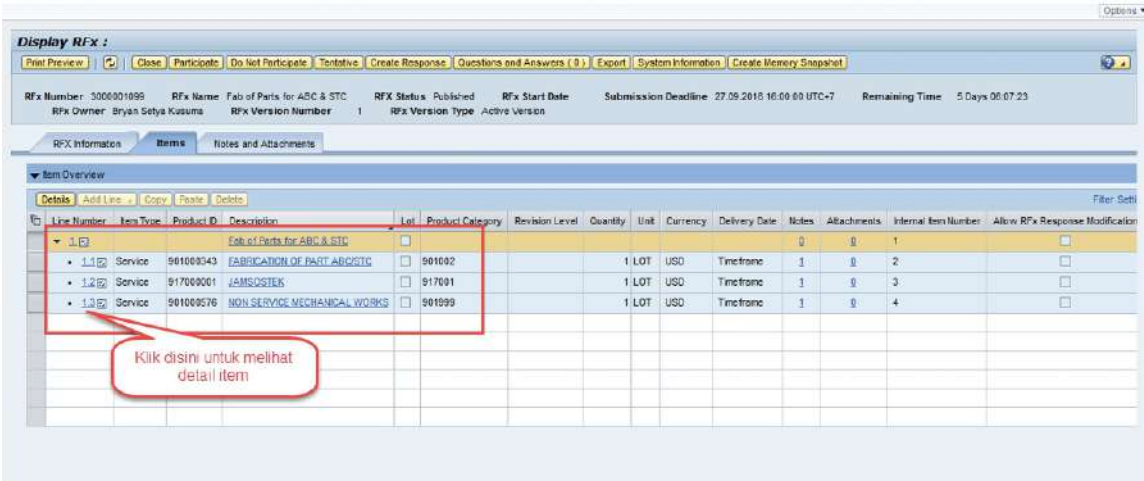 Options
Display RFx :
Print Preview Close Participate Do Not Participate Tentative Create Response Questions and Answers ( 0 ) Export System Information Create Memory Snapshot
RFx Number 3000001099 RFx Name Fab of Parts for ABC & STC RFX Status Published RFx Start Date Submission Deadline 27.09.2016 16:00:00 UTC+7 Remaining Time 5 Days 06:07:23
RFx Owner Bryan Setya Kusuma RFx Version Number 1 RFx Version Type Active Version
RFX Information Items Notes and Attachments
Item Overview
Details Add Line Copy Paste Delete Filter Setti
Line Number Item Type Product ID Description Lot Product Category Revision Level Quantity Unit Currency Delivery Date Notes Attachments Internal Item Number Allow RFx Response Modification
1 Fab of Parts for ABC & STC 0 0 1
1.1 Service 901000343 FABRICATION OF PART ABC/STC 901002 1 LOT USD Timeframe 1 0 2
1.2 Service 917000001 JAMSOSTEK 917001 1 LOT USD Timeframe 1 0 3
1.3 Service 901000576 NON SERVICE MECHANICAL WORKS 901999 1 LOT USD Timeframe 1 0 4
Klik disini untuk melihat
detail item